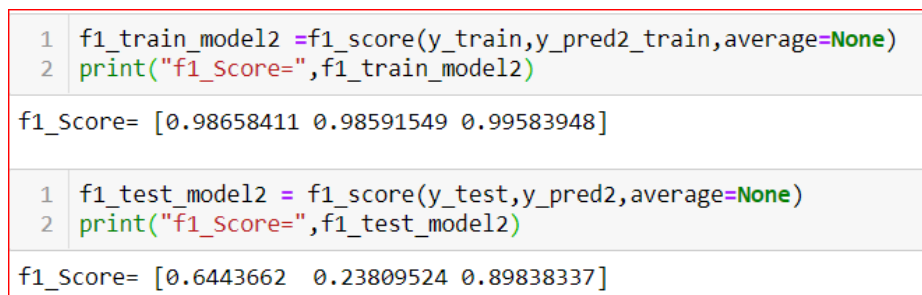 1 f1_train_model2 =f1_score(y_train,y_pred2_train,average=None)
2 print("f1_Score=",f1_train_model2)
f1_Score= [0.98658411 0.98591549 0.99583948]
1 f1_test_model2 = f1_score(y_test,y_pred2,average=None)
2 print("f1_Score=",f1_test_model2)
f1_Score= [0.6443662  0.23809524 0.89838337]